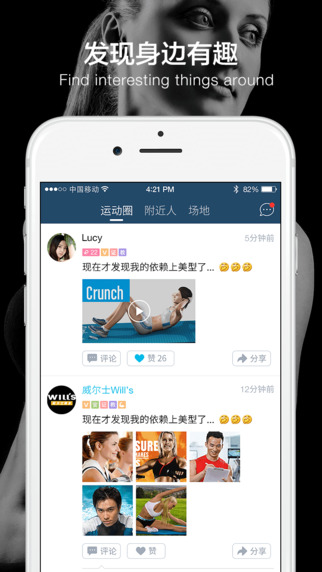 发现身边有趣
Find interesting things around
中国移动
4:21 PM
82%
运动圈
附近人
场地
Lucy
5分钟前
22
现在才发现我的依赖上美型了...
Crunch
评论
赞 26
分享
WILL'S
威尔士Will's
12分钟前
现在才发现我的依赖上美型了...
SURE
评论
赞
分享